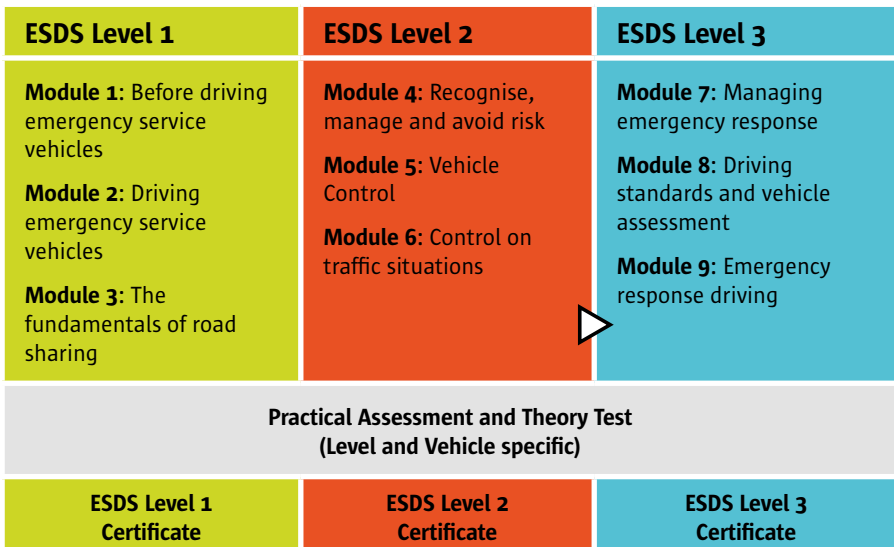 ESDS Level 1
Module 1: Before driving
emergency service
vehicles
Module 2: Driving
emergency service
vehicles
Module 3: The
fundamentals of road
sharing
ESDS Level 2
Module 4: Recognise,
manage and avoid risk
Module 5: Vehicle
Control
Module 6: Control on
traffic situations
ESDS Level 3
Module 7: Managing
emergency response
Module 8: Driving
standards and vehicle
assessment
Module 9: Emergency
response driving
Practical Assessment and Theory Test
(Level and Vehicle specific)
ESDS Level 1
Certificate
ESDS Level 2
Certificate
ESDS Level 3
Certificate